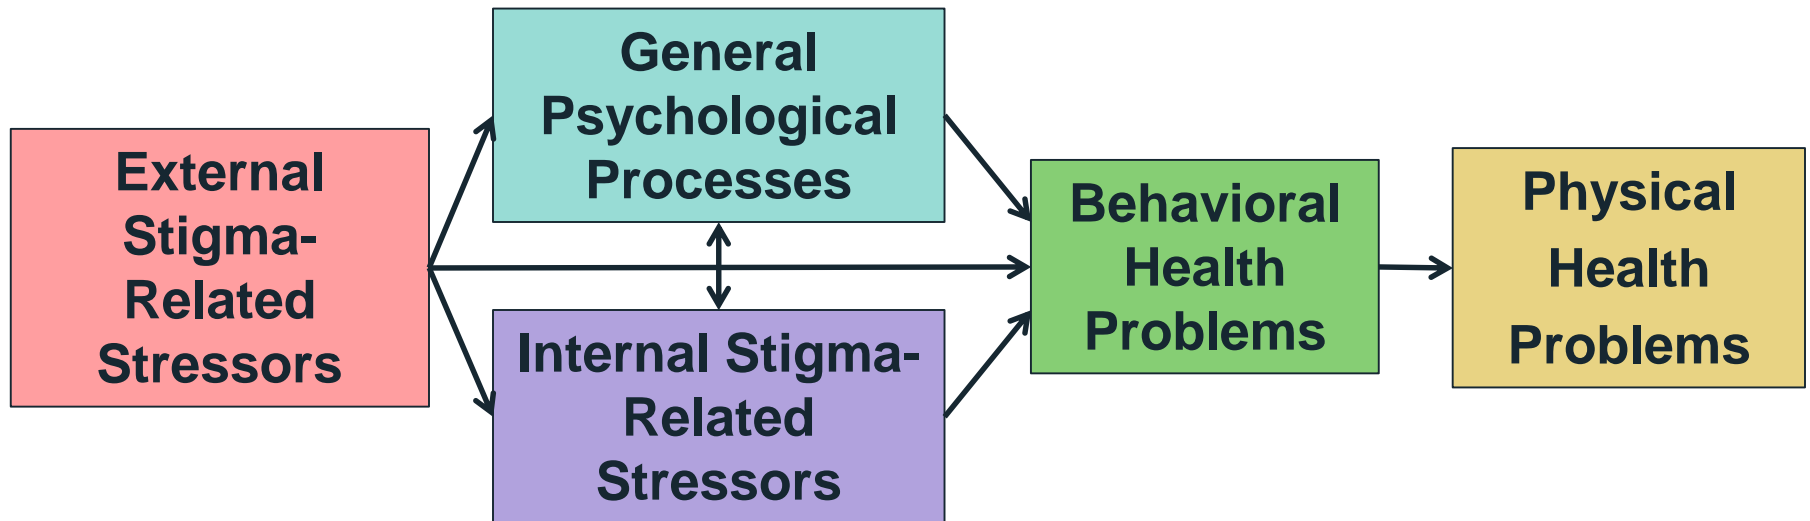 External
Stigma-
Related
Stressors
General
Psychological
Processes
Internal Stigma-
Related
Stressors
Behavioral
Health
Problems
Physical
Health
Problems